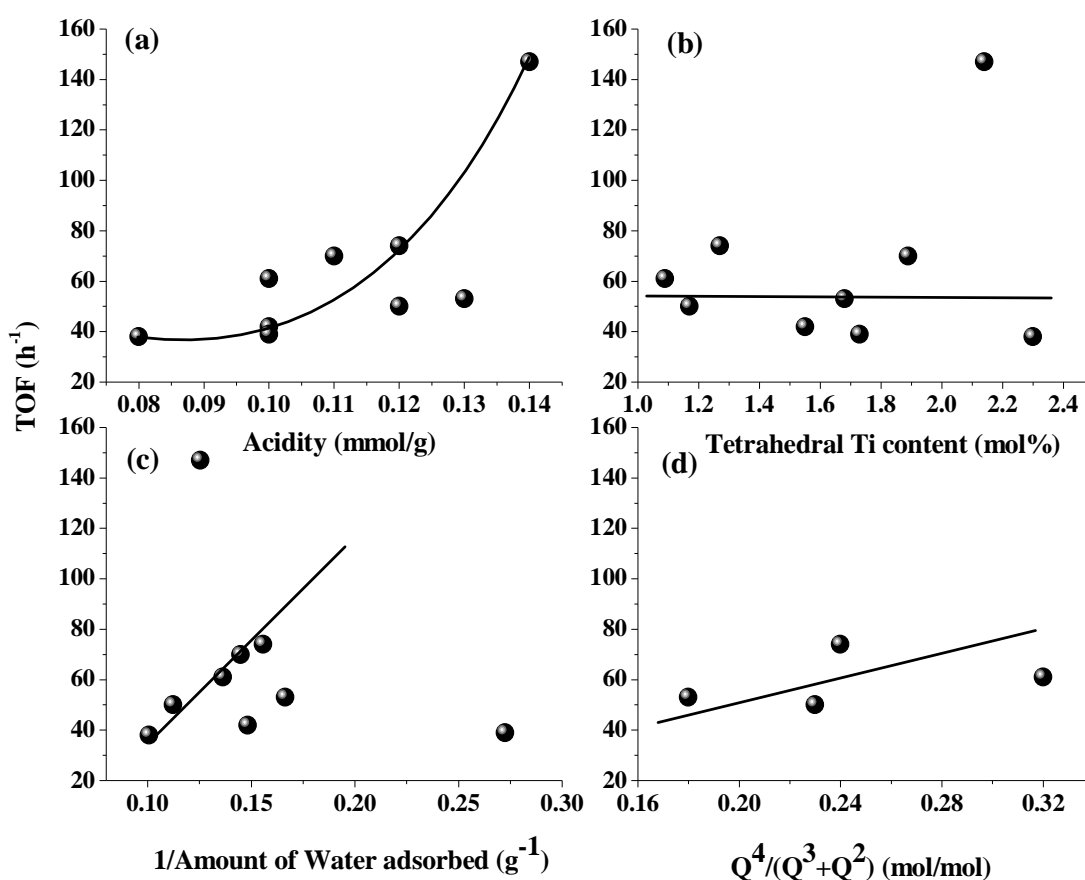 (a)
160
140
120
100
80
60
40
20
0.08 0.09 0.10 0.11 0.12 0.13 0.14
Acidity (mmol/g)
(b)
160
140
120
100
80
60
40
20
1.0 1.2 1.4 1.6 1.8 2.0 2.2 2.4
Tetrahedral Ti content (mol%)
TOF (h⁻¹)
(c)
160
140
120
100
80
60
40
20
0.10 0.15 0.20 0.25 0.30
1/Amount of Water adsorbed (g⁻¹)
(d)
160
140
120
100
80
60
40
20
0.16 0.20 0.24 0.28 0.32
Q⁴/(Q³+Q²) (mol/mol)